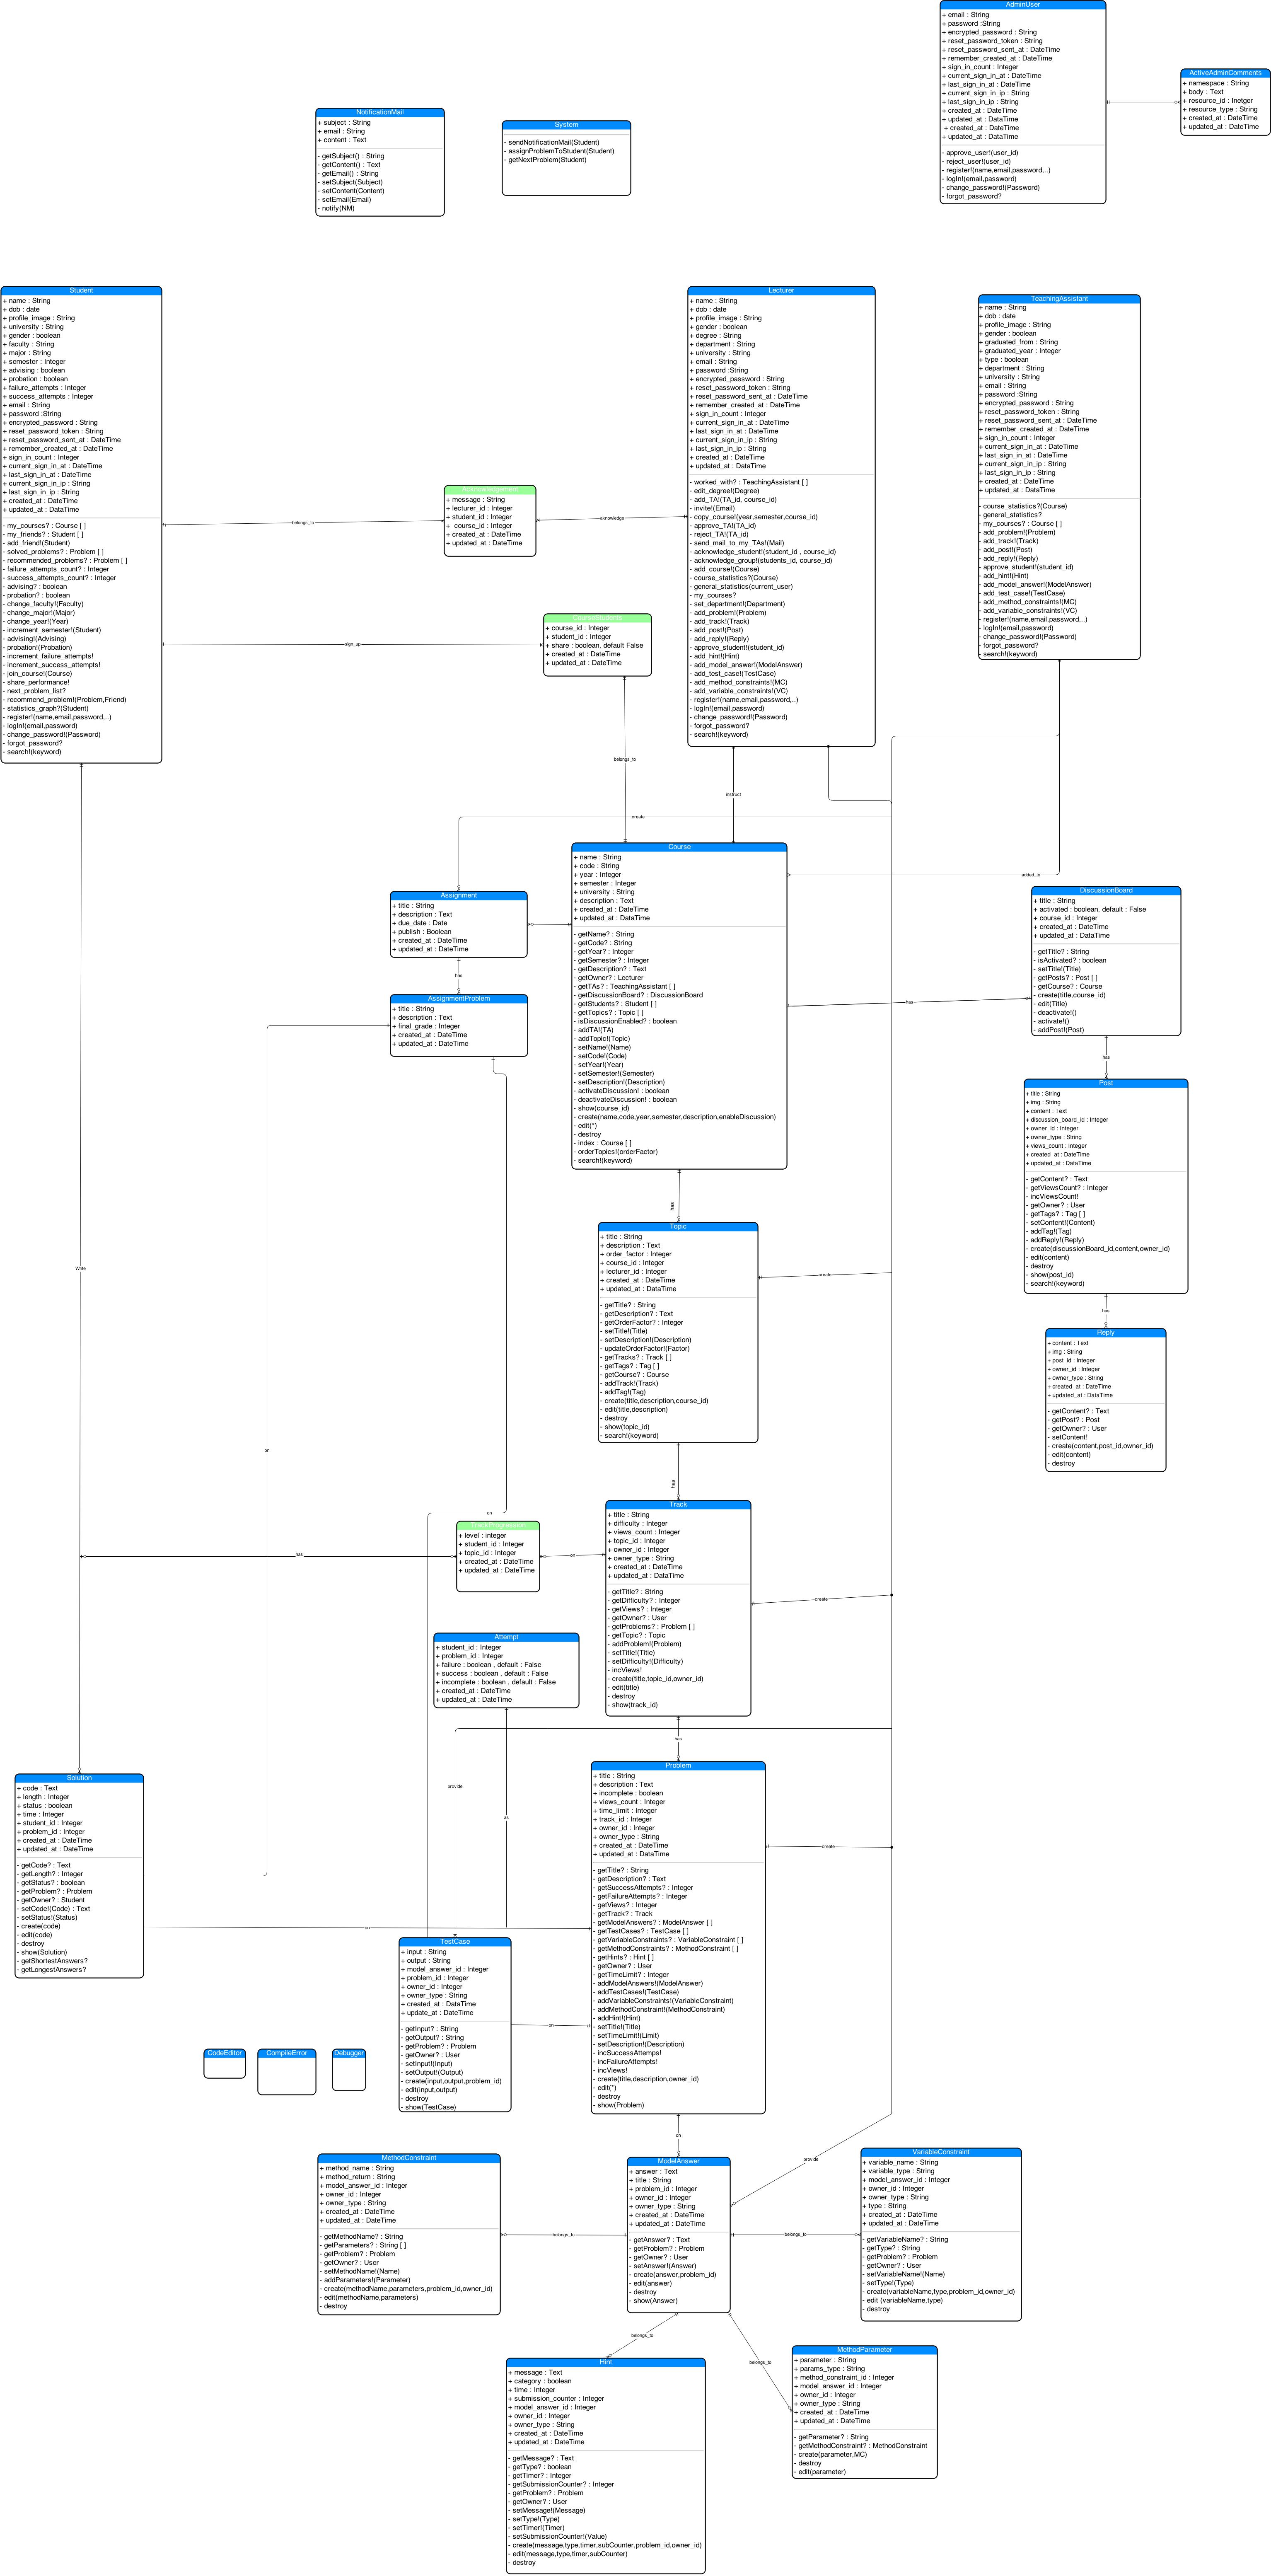 AdminUser
+ email : String
+ password :String
+ encrypted_password : String
+ reset_password_token : String
+ reset_password_sent_at : DateTime
+ remember_created_at : DateTime
+ sign_in_count : Integer
+ current_sign_in_at : DateTime
+ last_sign_in_at : DateTime
+ current_sign_in_ip : String
+ last_sign_in_ip : String
+ created_at : DateTime
+ updated_at : DataTime
+ created_at : DateTime
+ updated_at : DataTime
- approve_user!(user_id)
- reject_user!(user_id)
- register!(name,email,password,..)
- logIn!(email,password)
- change_password!(Password)
- forgot_password?
ActiveAdminComments
+ namespace : String
+ body : Text
+ resource_id : Inetger
+ resource_type : String
+ created_at : DateTime
+ updated_at : DateTime
NotificationMail
+ subject : String
+ email : String
+ content : Text
- getSubject() : String
- getContent() : Text
- getEmail() : String
- setSubject(Subject)
- setContent(Content)
- setEmail(Email)
- notify(NM)
System
- sendNotificationMail(Student)
- assignProblemToStudent(Student)
- getNextProblem(Student)
Student
+ name : String
+ dob : date
+ profile_image : String
+ university : String
+ gender : boolean
+ faculty : String
+ major : String
+ semester : Integer
+ advising : boolean
+ probation : boolean
+ failure_attempts : Integer
+ success_attempts : Integer
+ email : String
+ password :String
+ encrypted_password : String
+ reset_password_token : String
+ reset_password_sent_at : DateTime
+ remember_created_at : DateTime
+ sign_in_count : Integer
+ current_sign_in_at : DateTime
+ last_sign_in_at : DateTime
+ current_sign_in_ip : String
+ last_sign_in_ip : String
+ created_at : DateTime
+ updated_at : DataTime
- my_courses? : Course [ ]
- my_friends? : Student [ ]
- add_friend!(Student)
- solved_problems? : Problem [ ]
- recommended_problems? : Problem [ ]
- failure_attempts_count? : Integer
- success_attempts_count? : Integer
- advising? : boolean
- probation? : boolean
- change_faculty!(Faculty)
- change_major!(Major)
- change_year!(Year)
- increment_semester!(Student)
- advising!(Advising)
- probation!(Probation)
- increment_failure_attempts!
- increment_success_attempts!
- join_course!(Course)
- share_performance!
- next_problem_list?
- recommend_problem!(Problem,Friend)
- statistics_graph?(Student)
- register!(name,email,password,..)
- logIn!(email,password)
- change_password!(Password)
- forgot_password?
- search!(keyword)
Lecturer
+ name : String
+ dob : date
+ profile_image : String
+ gender : boolean
+ degree : String
+ department : String
+ university : String
+ email : String
+ password :String
+ encrypted_password : String
+ reset_password_token : String
+ reset_password_sent_at : DateTime
+ remember_created_at : DateTime
+ sign_in_count : Integer
+ current_sign_in_at : DateTime
+ last_sign_in_at : DateTime
+ current_sign_in_ip : String
+ last_sign_in_ip : String
+ created_at : DateTime
+ updated_at : DataTime
- worked_with? : TeachingAssistant [ ]
- edit_degree!(Degree)
- add_TA!(TA_id, course_id)
- invite!(Email)
- copy_course!(year,semester,course_id)
- approve_TA!(TA_id)
- reject_TA!(TA_id)
- send_mail_to_my_TAs!(Mail)
- acknowledge_student!(student_id , course_id)
- acknowledge_group!(students_id, course_id)
- add_course!(Course)
- course_statistics?(Course)
- general_statistics(current_user)
- my_courses?
- set_department!(Department)
- add_problem!(Problem)
- add_track!(Track)
- add_post!(Post)
- add_reply!(Reply)
- approve_student!(student_id)
- add_hint!(Hint)
- add_model_answer!(ModelAnswer)
- add_test_case!(TestCase)
- add_method_constraints!(MC)
- add_variable_constraints!(VC)
- register!(name,email,password,..)
- logIn!(email,password)
- change_password!(Password)
- forgot_password?
- search!(keyword)
TeachingAssistant
+ name : String
+ dob : date
+ profile_image : String
+ gender : boolean
+ graduated_from : String
+ graduated_year : Integer
+ type : boolean
+ department : String
+ university : String
+ email : String
+ password :String
+ encrypted_password : String
+ reset_password_token : String
+ reset_password_sent_at : DateTime
+ remember_created_at : DateTime
+ sign_in_count : Integer
+ current_sign_in_at : DateTime
+ last_sign_in_at : DateTime
+ current_sign_in_ip : String
+ last_sign_in_ip : String
+ created_at : DateTime
+ updated_at : DataTime
- course_statistics?(Course)
- general_statistics?
- my_courses? : Course [ ]
- add_problem!(Problem)
- add_track!(Track)
- add_post!(Post)
- add_reply!(Reply)
- approve_student!(student_id)
- add_hint!(Hint)
- add_model_answer!(ModelAnswer)
- add_test_case!(TestCase)
- add_method_constraints!(MC)
- add_variable_constraints!(VC)
- register!(name,email,password,..)
- logIn!(email,password)
- change_password!(Password)
- forgot_password?
- search!(keyword)
+ message : String
+ lecturer_id : Integer
+ student_id : Integer
+ course_id : Integer
+ created_at : DateTime
+ updated_at : DateTime
belongs_to
aknowledge
CourseStudents
+ course_id : Integer
+ student_id : Integer
+ share : boolean, default False
+ created_at : DateTime
+ updated_at : DateTime
sign_up
belongs_to
instruct
create
added_to
Course
+ name : String
+ code : String
+ year : Integer
+ semester : Integer
+ university : String
+ description : Text
+ created_at : DateTime
+ updated_at : DataTime
- getName? : String
- getCode? : String
- getYear? : Integer
- getSemester? : Integer
- getDescription? : Text
- getOwner? : Lecturer
- getTAs? : TeachingAssistant [ ]
- getDiscussionBoard? : DiscussionBoard
- getStudents? : Student [ ]
- getTopics? : Topic [ ]
- isDiscussionEnabled? : boolean
- addTA!(TA)
- addTopic!(Topic)
- setName!(Name)
- setCode!(Code)
- setYear!(Year)
- setSemester!(Semester)
- setDescription!(Description)
- activateDiscussion! : boolean
- deactivateDiscussion! : boolean
- show(course_id)
- create(name,code,year,semester,description,enableDiscussion)
- edit(*)
- destroy
- index : Course [ ]
- orderTopics!(orderFactor)
- search!(keyword)
Assignment
+ title : String
+ description : Text
+ due_date : Date
+ publish : Boolean
+ created_at : DateTime
+ updated_at : DateTime
has
AssignmentProblem
+ title : String
+ description : Text
+ final_grade : Integer
+ created_at : DateTime
+ updated_at : DateTime
DiscussionBoard
+ title : String
+ activated : boolean, default : False
+ course_id : Integer
+ created_at : DateTime
+ updated_at : DataTime
- getTitle? : String
- isActivated? : boolean
- setTitle!(Title)
- getPosts? : Post [ ]
- getCourse? : Course
- create(title,course_id)
- edit(Title)
- deactivate!()
- activate!()
- addPost!(Post)
has
has
Post
+ title : String
+ img : String
+ content : Text
+ discussion_board_id : Integer
+ owner_id : Integer
+ owner_type : String
+ views_count : Integer
+ created_at : DateTime
+ updated_at : DataTime
- getContent? : Text
- getViewsCount? : Integer
- incViewsCount!
- getOwner? : User
- getTags? : Tag [ ]
- setContent!(Content)
- addTag!(Tag)
- addReply!(Reply)
- create(discussionBoard_id,content,owner_id)
- edit(content)
- destroy
- show(post_id)
- search!(keyword)
has
Reply
+ content : Text
+ img : String
+ post_id : Integer
+ owner_id : Integer
+ owner_type : String
+ created_at : DateTime
+ updated_at : DataTime
- getContent? : Text
- getPost? : Post
- getOwner? : User
- setContent!
- create(content,post_id,owner_id)
- edit(content)
- destroy
has
Topic
+ title : String
+ description : Text
+ order_factor : Integer
+ course_id : Integer
+ lecturer_id : Integer
+ created_at : DateTime
+ updated_at : DataTime
- getTitle? : String
- getDescription? : Text
- getOrderFactor? : Integer
- setTitle!(Title)
- setDescription!(Description)
- updateOrderFactor!(Factor)
- getTracks? : Track [ ]
- getTags? : Tag [ ]
- getCourse? : Course
- addTrack!(Track)
- addTag!(Tag)
- create(title,description,course_id)
- edit(title,description)
- destroy
- show(topic_id)
- search!(keyword)
create
Write
on
has
on
Track
+ title : String
+ difficulty : Integer
+ views_count : Integer
+ topic_id : Integer
+ owner_id : Integer
+ owner_type : String
+ created_at : DateTime
+ updated_at : DataTime
- getTitle? : String
- getDifficulty? : Integer
- getViews? : Integer
- getOwner? : User
- getProblems? : Problem [ ]
- getTopic? : Topic
- addProblem!(Problem)
- setTitle!(Title)
- setDifficulty!(Difficulty)
- incViews!
- create(title,topic_id,owner_id)
- edit(title)
- destroy
- show(track_id)
create
+ level : integer
+ student_id : Integer
+ topic_id : Integer
+ created_at : DateTime
+ updated_at : DateTime
has
on
Attempt
+ student_id : Integer
+ problem_id : Integer
+ failure : boolean , default : False
+ success : boolean , default : False
+ incomplete : boolean , default : False
+ created_at : DateTime
+ updated_at : DateTime
has
provide
as
Problem
+ title : String
+ description : Text
+ incomplete : boolean
+ views_count : Integer
+ time_limit : Integer
+ track_id : Integer
+ owner_id : Integer
+ owner_type : String
+ created_at : DateTime
+ updated_at : DataTime
- getTitle? : String
- getDescription? : Text
- getSuccessAttempts? : Integer
- getFailureAttempts? : Integer
- getViews? : Integer
- getTrack? : Track
- getModelAnswers? : ModelAnswer [ ]
- getTestCases? : TestCase [ ]
- getVariableConstraints? : VariableConstraint [ ]
- getMethodConstraints? : MethodConstraint [ ]
- getHints? : Hint [ ]
- getOwner? : User
- getTimeLimit? : Integer
- addModelAnswers!(ModelAnswer)
- addTestCases!(TestCase)
- addVariableConstraints!(VariableConstraint)
- addMethodConstraint!(MethodConstraint)
- addHint!(Hint)
- setTitle!(Title)
- setTimeLimit!(Limit)
- setDescription!(Description)
- incSuccessAttemps!
- incFailureAttempts!
- incViews!
- create(title,description,owner_id)
- edit(*)
- destroy
- show(Problem)
create
Solution
+ code : Text
+ length : Integer
+ status : boolean
+ time : Integer
+ student_id : Integer
+ problem_id : Integer
+ created_at : DateTime
+ updated_at : DateTime
- getCode? : Text
- getLength? : Integer
- getStatus? : boolean
- getProblem? : Problem
- getOwner? : Student
- setCode!(Code) : Text
- setStatus!(Status)
- create(code)
- edit(code)
- destroy
- show(Solution)
- getShortestAnswers?
- getLongestAnswers?
on
TestCase
+ input : String
+ output : String
+ model_answer_id : Integer
+ problem_id : Integer
+ owner_id : Integer
+ owner_type : String
+ created_at : DataTime
+ update_at : DateTime
- getInput? : String
- getOutput? : String
- getProblem? : Problem
- getOwner? : User
- setInput!(Input)
- setOutput!(Output)
- create(input,output,problem_id)
- edit(input,output)
- destroy
- show(TestCase)
on
CodeEditor
CompileError
Debugger
on
provide
MethodConstraint
+ method_name : String
+ method_return : String
+ model_answer_id : Integer
+ owner_id : Integer
+ owner_type : String
+ created_at : DateTime
+ updated_at : DateTime
- getMethodName? : String
- getParameters? : String [ ]
- getProblem? : Problem
- getOwner? : User
- setMethodName!(Name)
- addParameters!(Parameter)
- create(methodName,parameters,problem_id,owner_id)
- edit(methodName,parameters)
- destroy
belongs_to
ModelAnswer
+ answer : Text
+ title : String
+ problem_id : Integer
+ owner_id : Integer
+ owner_type : String
+ created_at : DateTime
+ updated_at : DateTime
- getAnswer? : Text
- getProblem? : Problem
- getOwner? : User
- setAnswer!(Answer)
- create(answer,problem_id)
- edit(answer)
- destroy
- show(Answer)
belongs_to
VariableConstraint
+ variable_name : String
+ variable_type : String
+ model_answer_id : Integer
+ owner_id : Integer
+ owner_type : String
+ type : String
+ created_at : DateTime
+ updated_at : DateTime
- getVariableName? : String
- getType? : String
- getProblem? : Problem
- getOwner? : User
- setVariableName!(Name)
- setType!(Type)
- create(variableName,type,problem_id,owner_id)
- edit (variableName,type)
- destroy
belongs_to
belongs_to
Hint
+ message : Text
+ category : boolean
+ time : Integer
+ submission_counter : Integer
+ model_answer_id : Integer
+ owner_id : Integer
+ owner_type : String
+ created_at : DateTime
+ updated_at : DateTime
- getMessage? : Text
- getType? : boolean
- getTimer? : Integer
- getSubmissionCounter? : Integer
- getProblem? : Problem
- getOwner? : User
- setMessage!(Message)
- setType!(Type)
- setTimer!(Timer)
- setSubmissionCounter!(Value)
- create(message,type,timer,subCounter,problem_id,owner_id)
- edit(message,type,timer,subCounter)
- destroy
MethodParameter
+ parameter : String
+ params_type : String
+ method_constraint_id : Integer
+ model_answer_id : Integer
+ owner_id : Integer
+ owner_type : String
+ created_at : DateTime
+ updated_at : DateTime
- getParameter? : String
- getMethodConstraint? : MethodConstraint
- create(parameter,MC)
- destroy
- edit(parameter)